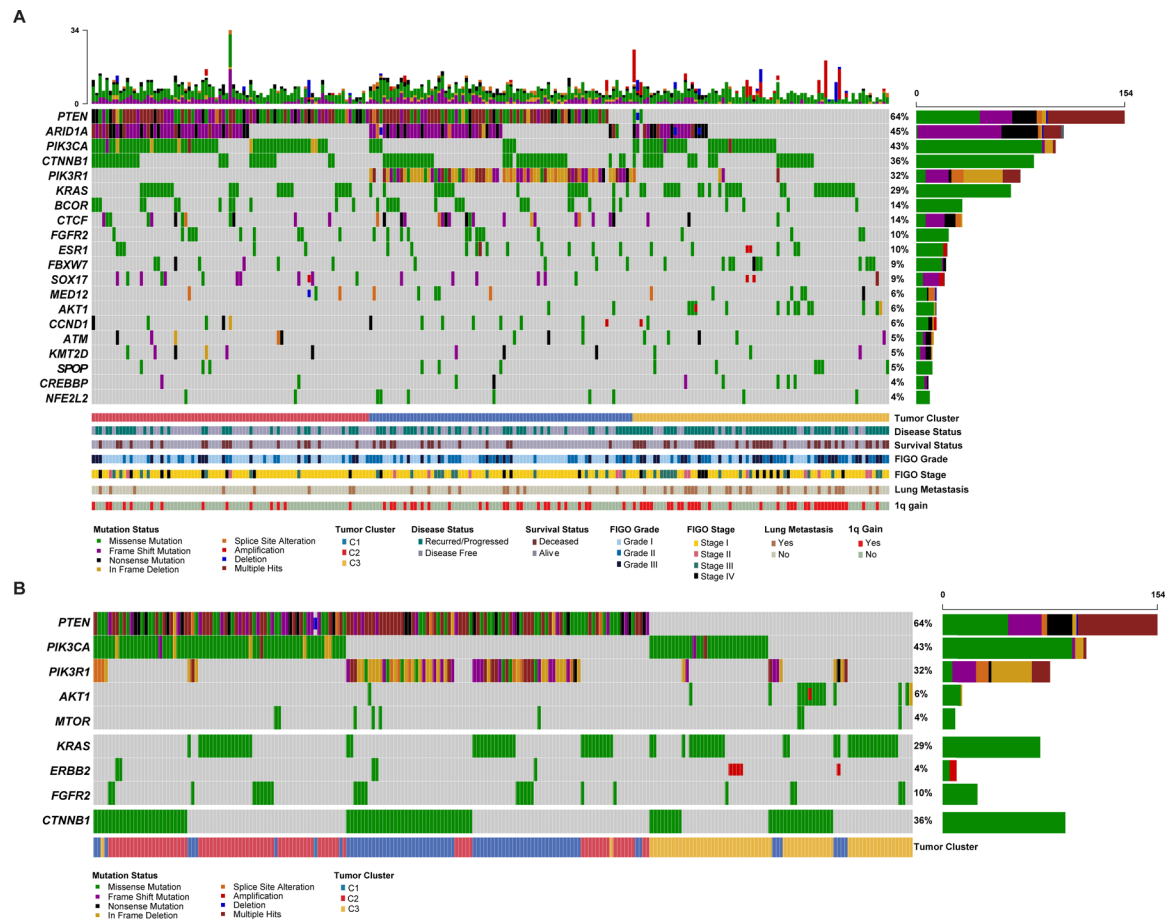 A
34
0
0 154
PTEN 64%
ARID1A 45%
PIK3CA 43%
CTNNB1 36%
PIK3R1 32%
KRAS 29%
BCOR 14%
CTCF 14%
FGFR2 10%
ESR1 10%
FBXW7 9%
SOX17 9%
MED12 6%
AKT1 6%
CCND1 6%
ATM 5%
KMT2D 5%
SPOP 5%
CREBBP 4%
NFE2L2 4%
Tumor Cluster
Disease Status
Survival Status
FIGO Grade
FIGO Stage
Lung Metastasis
1q gain
Mutation Status
Missense Mutation
Frame Shift Mutation
Nonsense Mutation
In Frame Deletion
Splice Site Alteration
Amplification
Deletion
Multiple Hits
Tumor Cluster
C1
C2
C3
Disease Status
Recurred/Progressed
Disease Free
Survival Status
Deceased
Alive
FIGO Grade
Grade I
Grade II
Grade III
FIGO Stage
Stage I
Stage II
Stage III
Stage IV
Lung Metastasis
Yes
No
1q Gain
Yes
No
B
0 154
PTEN 64%
PIK3CA 43%
PIK3R1 32%
AKT1 6%
MTOR 4%
KRAS 29%
ERBB2 4%
FGFR2 10%
CTNNB1 36%
Tumor Cluster
Mutation Status
Missense Mutation
Frame Shift Mutation
Nonsense Mutation
In Frame Deletion
Splice Site Alteration
Amplification
Deletion
Multiple Hits
Tumor Cluster
C1
C2
C3